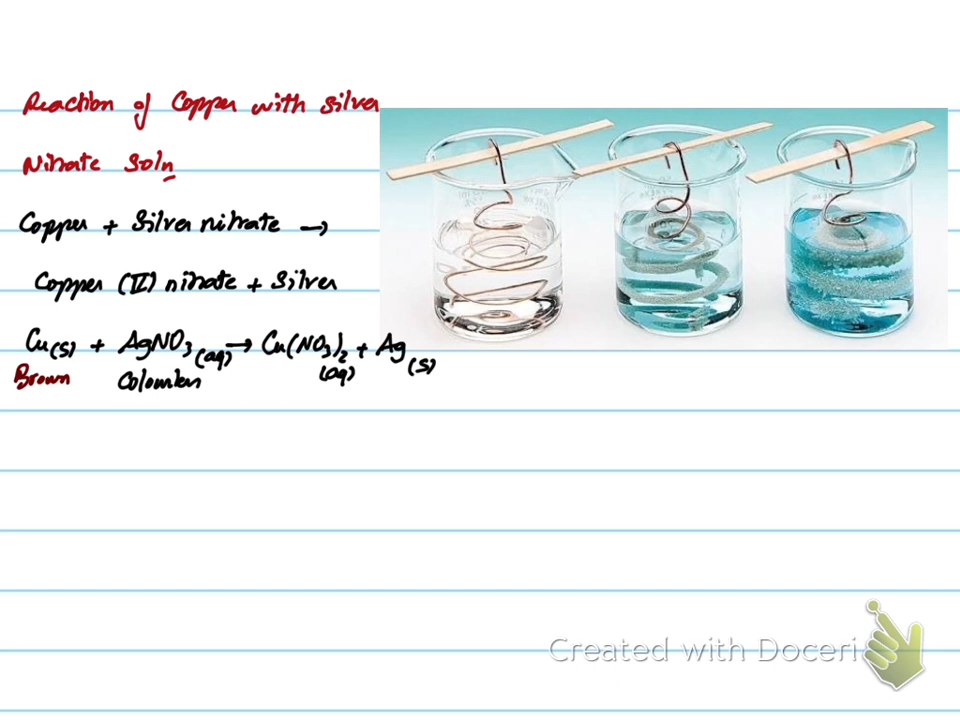 Reaction of Copper with Silver
Nitrate Soln
Copper + Silver nitrate →
Copper (II) nitrate + Silver
Cu(s) + AgNO3(aq) → Cu(NO3)2(aq) + Ag(s)
Brown
Created with Doceri